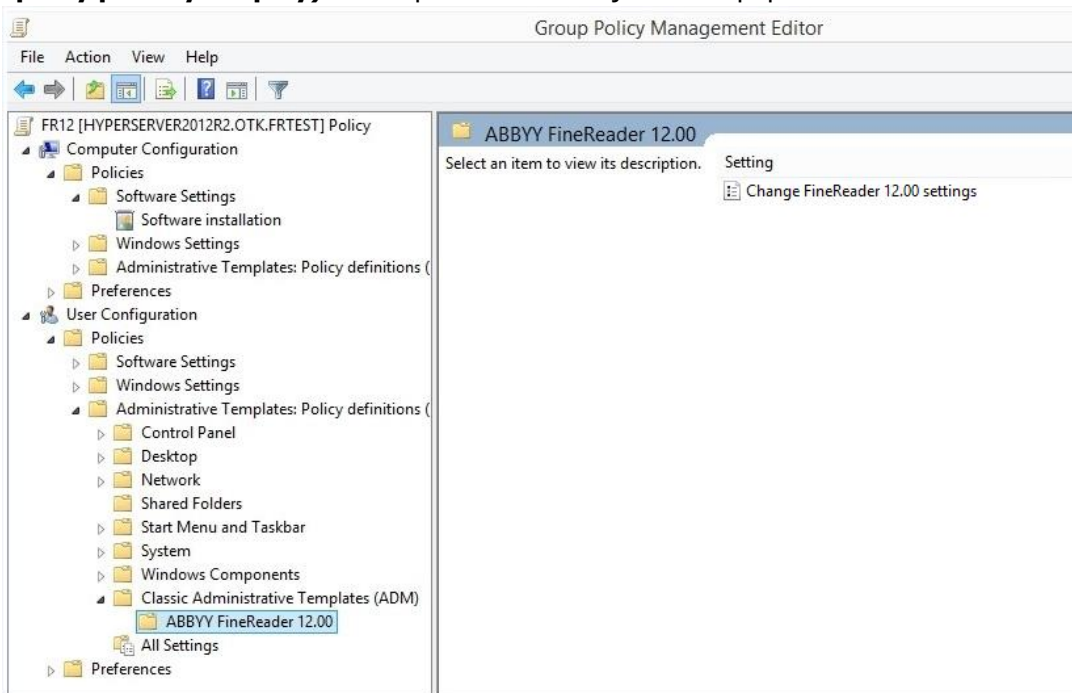 Group Policy Management Editor
File Action View Help
FR12 [HYPERSERVER2012R2.OTK.FRTEST] Policy
Computer Configuration
Policies
Software Settings
Software installation
Windows Settings
Administrative Templates: Policy definitions (
Preferences
User Configuration
Policies
Software Settings
Windows Settings
Administrative Templates: Policy definitions (
Control Panel
Desktop
Network
Shared Folders
Start Menu and Taskbar
System
Windows Components
Classic Administrative Templates (ADM)
ABBYY FineReader 12.00
All Settings
Preferences
ABBYY FineReader 12.00
Select an item to view its description.
Setting
Change FineReader 12.00 settings